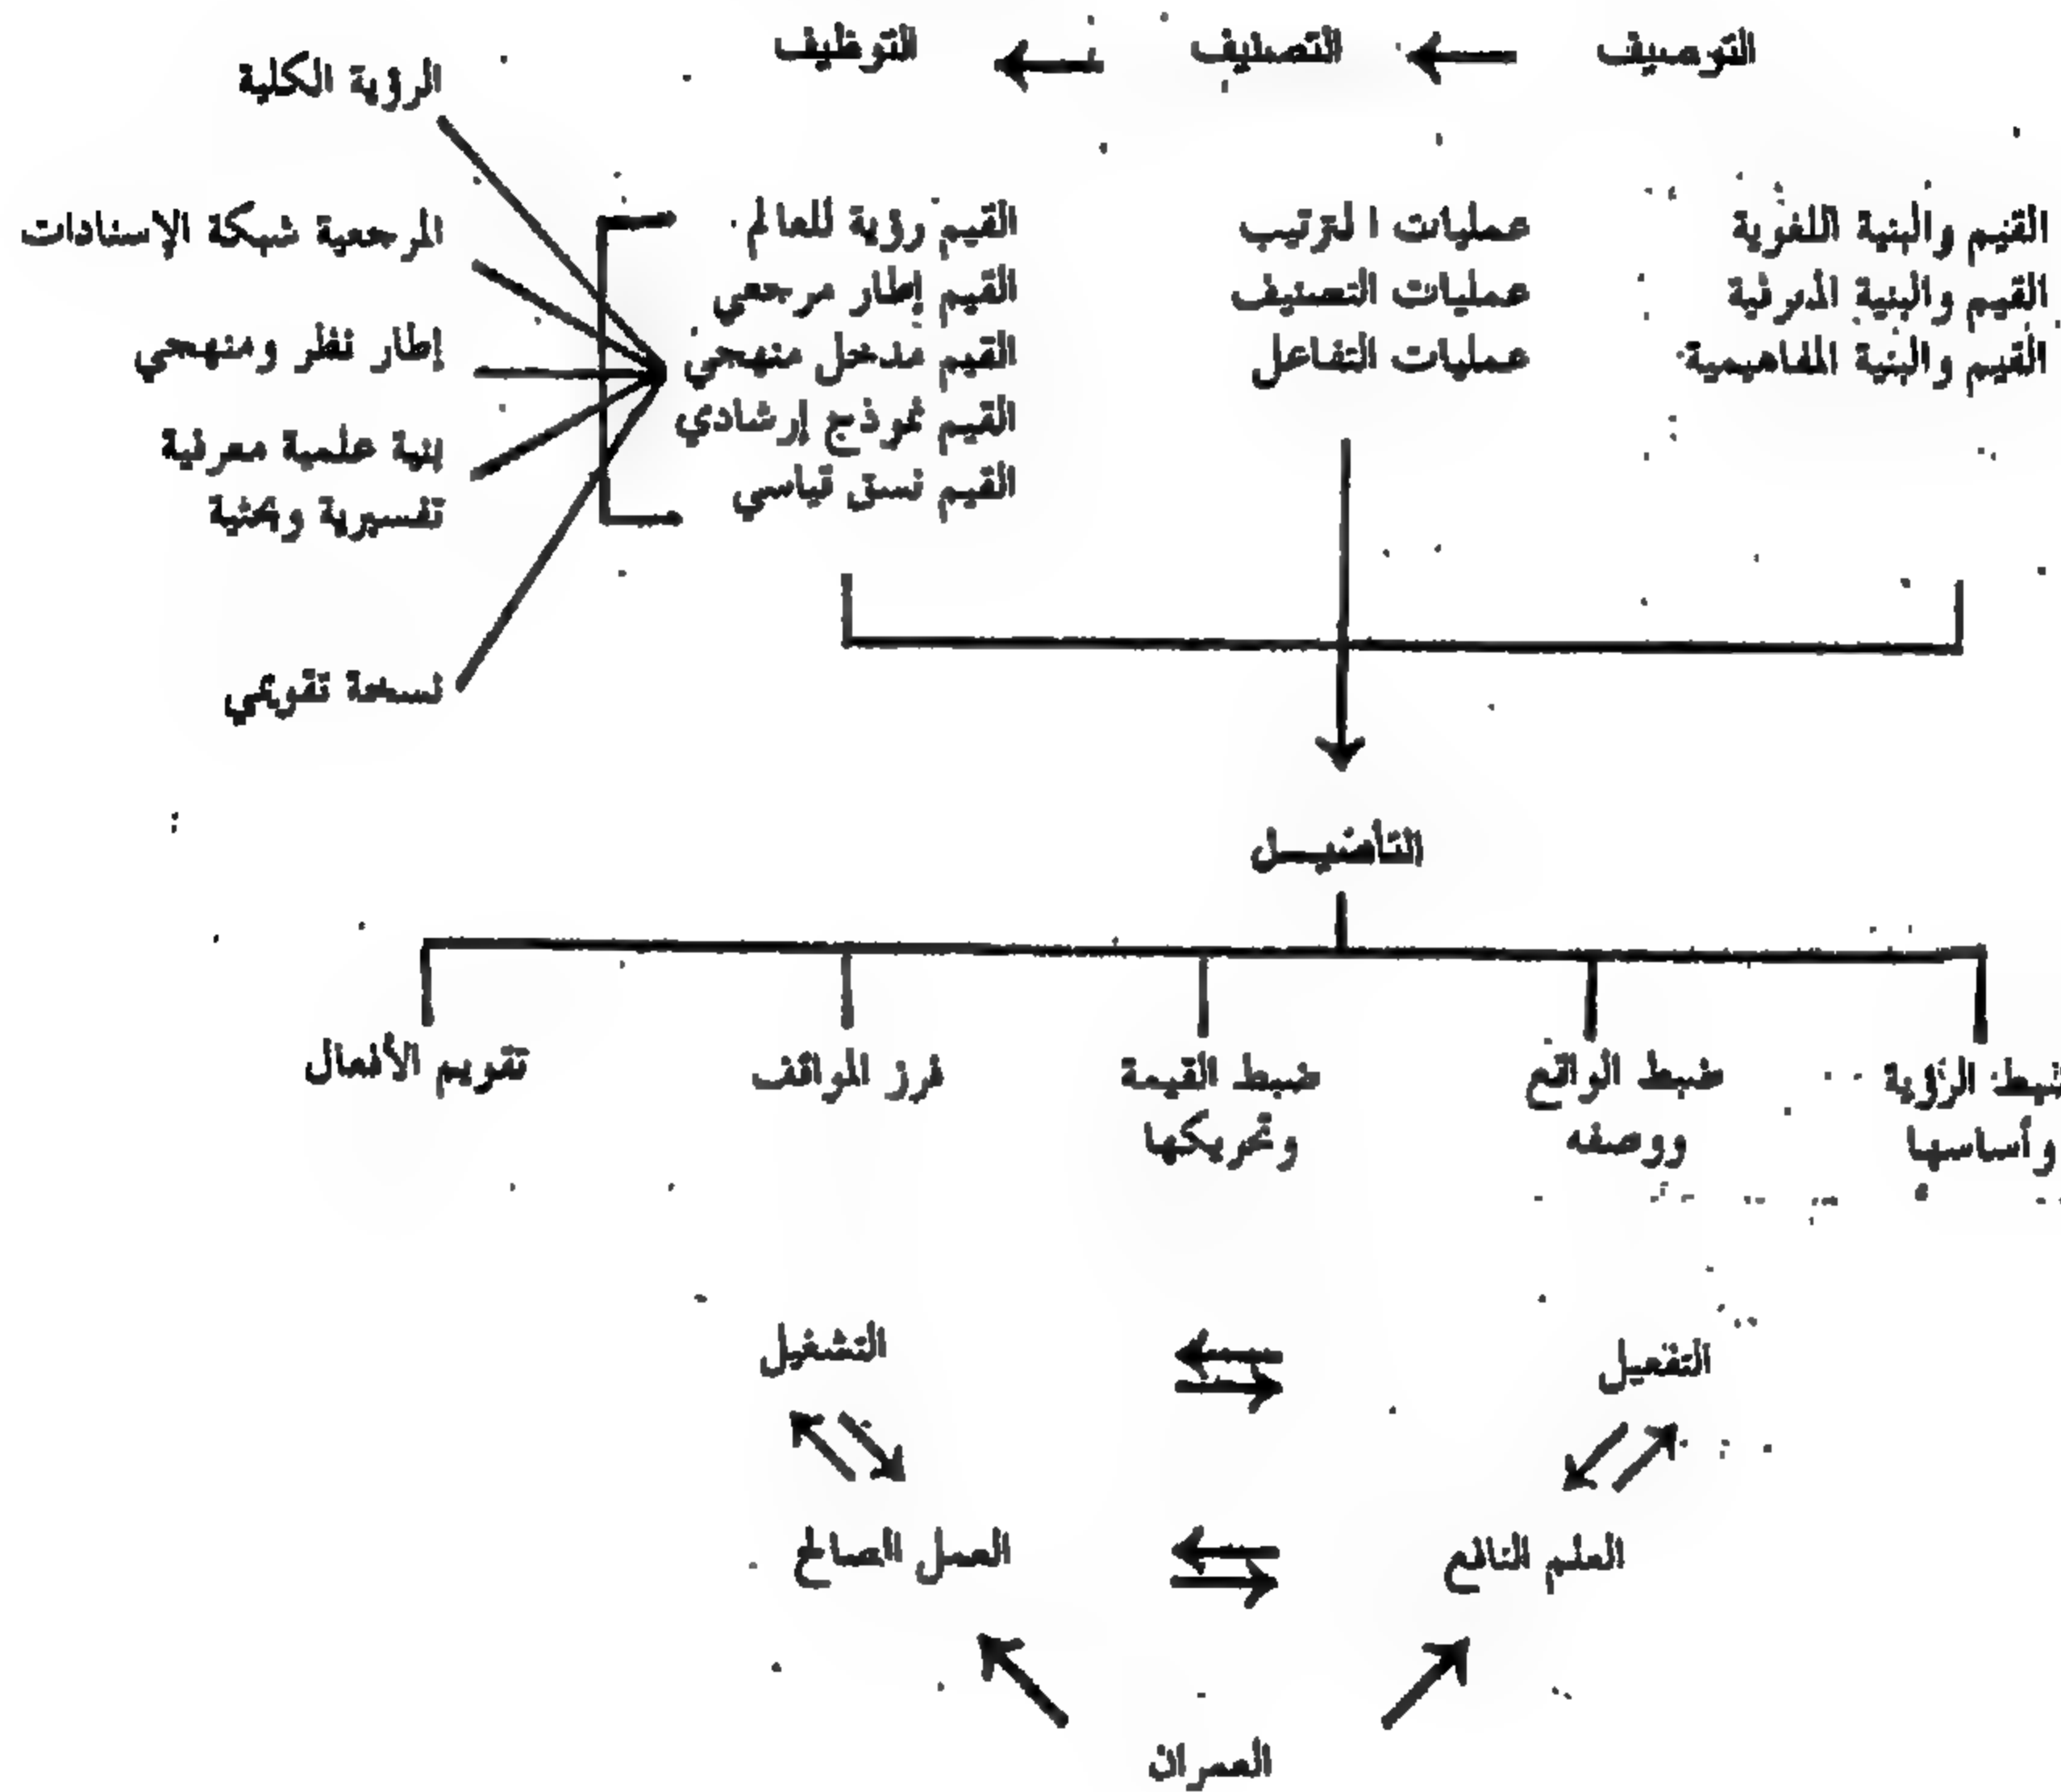 التوصيف
التصنيف
التوظيف
القيم والبنية اللغوية
القيم والبنية المعرفية
القيم والبنية المفاهيمية
عمليات الترتيب
عمليات التصنيف
عمليات التفاعل
القيم رؤية للعالم
القيم إطار مرجعي
القيم مدخل منهجي
القيم نموذج إرشادي
القيم نسق قياسي
الرؤية الكلية
المرجعية شبكة الإسنادات
إطار نظر ومنهجي
بنية علمية معرفية
تفسيرية وبحثية
نسخة تقويمي
التأصيل
ضبط الرؤية
وأساسها
ضبط الواقع
ووصفه
ضبط القيمة
وتحريكها
فرز المواقف
تقويم الأفعال
التفعيل
التشغيل
العلم النافع
العمل الصالح
العمران